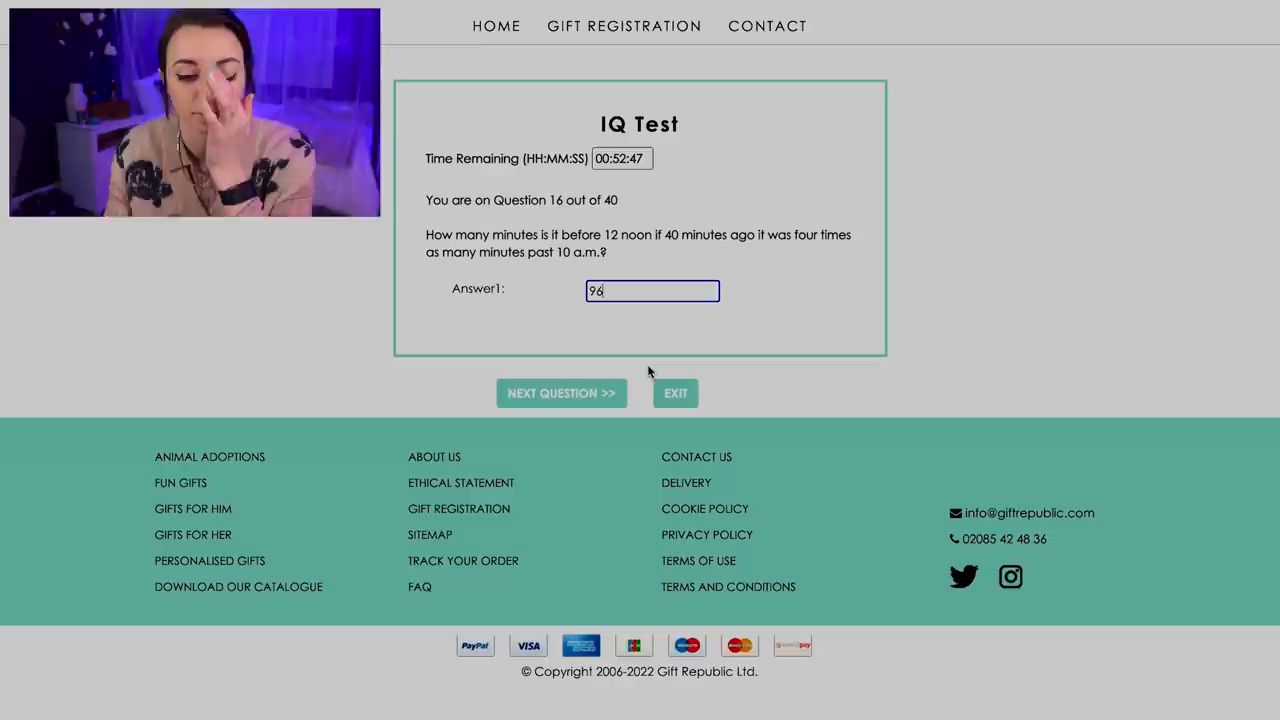 HOME GIFT REGISTRATION CONTACT
IQ Test
Time Remaining (HH:MM:SS) 00:52:47
You are on Question 16 out of 40
How many minutes is it before 12 noon if 40 minutes ago it was four times
as many minutes past 10 a.m.?
Answer1: 96
NEXT QUESTION >> EXIT
ANIMAL ADOPTIONS
FUN GIFTS
GIFTS FOR HIM
GIFTS FOR HER
PERSONALISED GIFTS
DOWNLOAD OUR CATALOGUE
ABOUT US
ETHICAL STATEMENT
GIFT REGISTRATION
SITEMAP
TRACK YOUR ORDER
FAQ
CONTACT US
DELIVERY
COOKIE POLICY
PRIVACY POLICY
TERMS OF USE
TERMS AND CONDITIONS
info@giftrepublic.com
02085 42 48 36
PayPal VISA
© Copyright 2006-2022 Gift Republic Ltd.